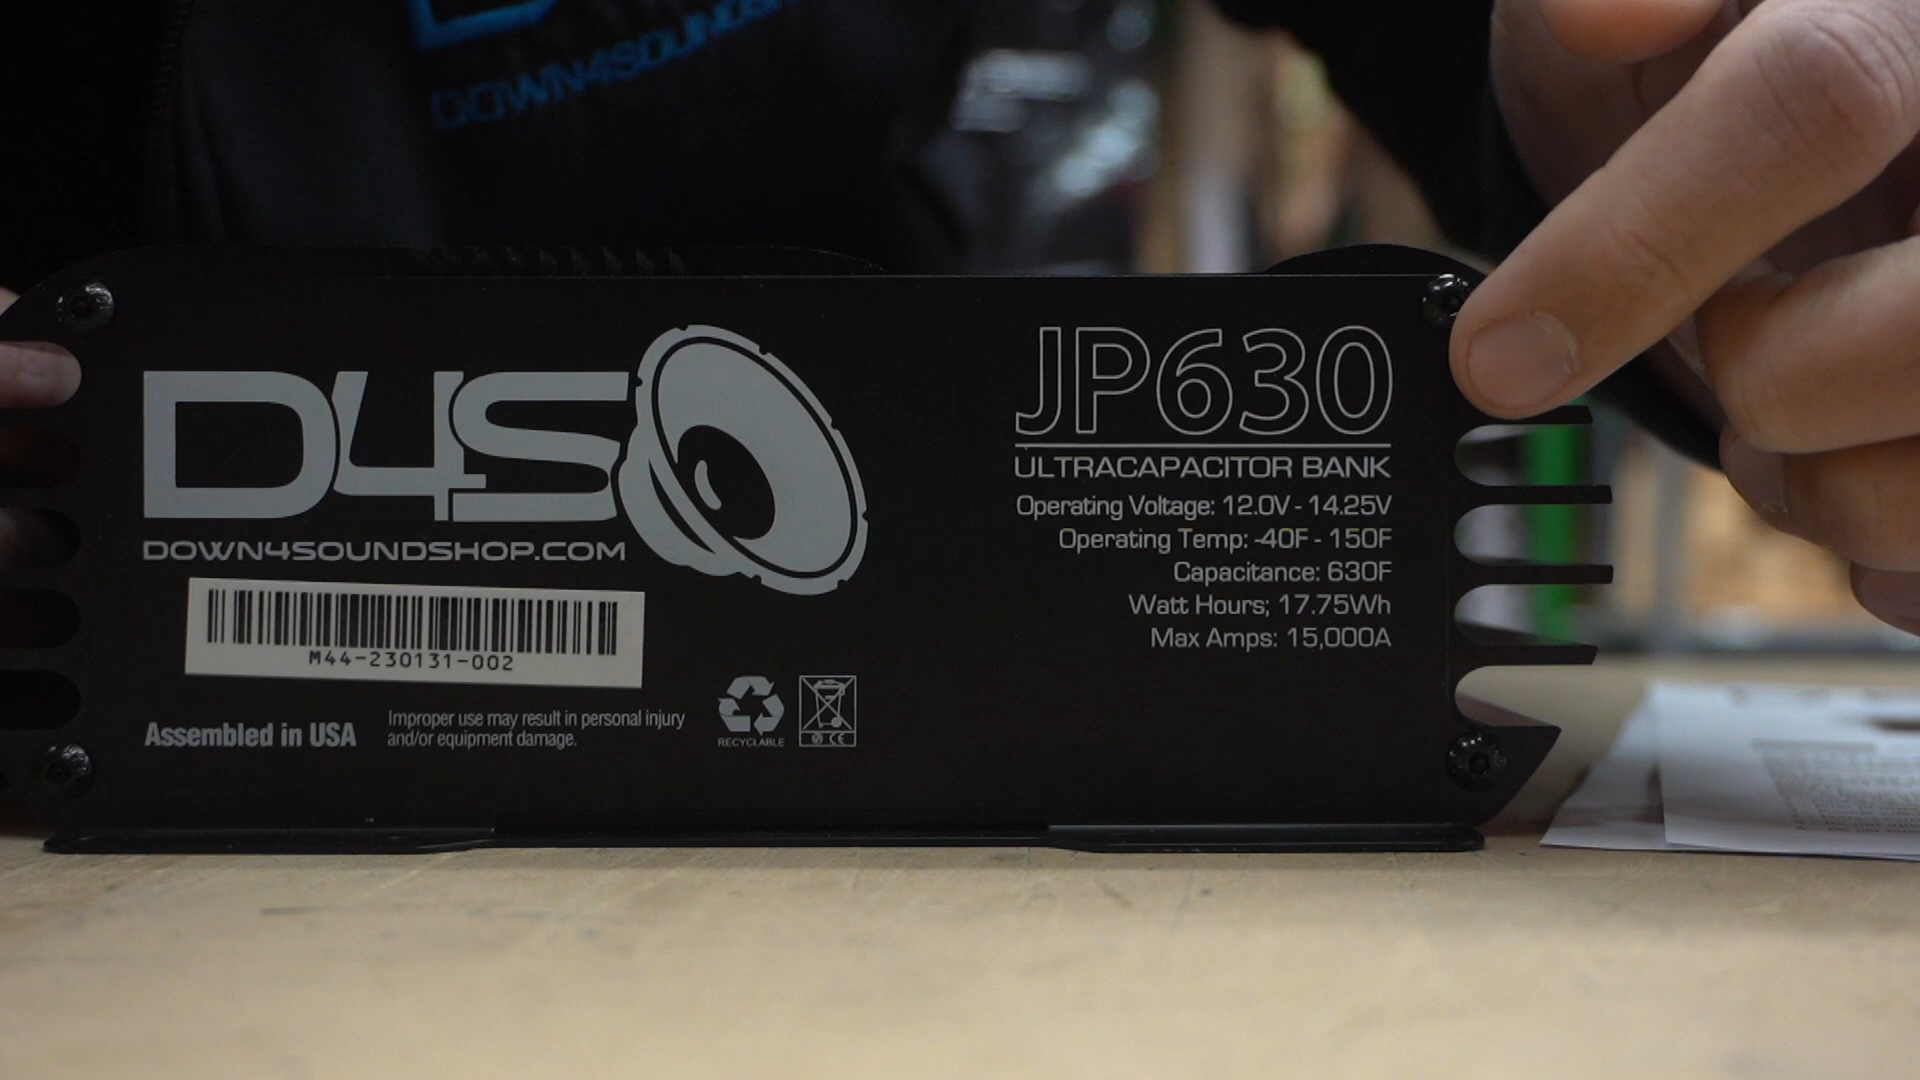 DOWN4SOUNDSH
D4S
DOWN4SOUNDSHOP.COM
M44-230131-002
Assembled in USA
Improper use may result in personal injury
and/or equipment damage.
RECYCLABLE
CE
JP630
ULTRACAPACITOR BANK
Operating Voltage: 12.0V - 14.25V
Operating Temp: -40F - 150F
Capacitance: 630F
Watt Hours; 17.75Wh
Max Amps: 15,000A